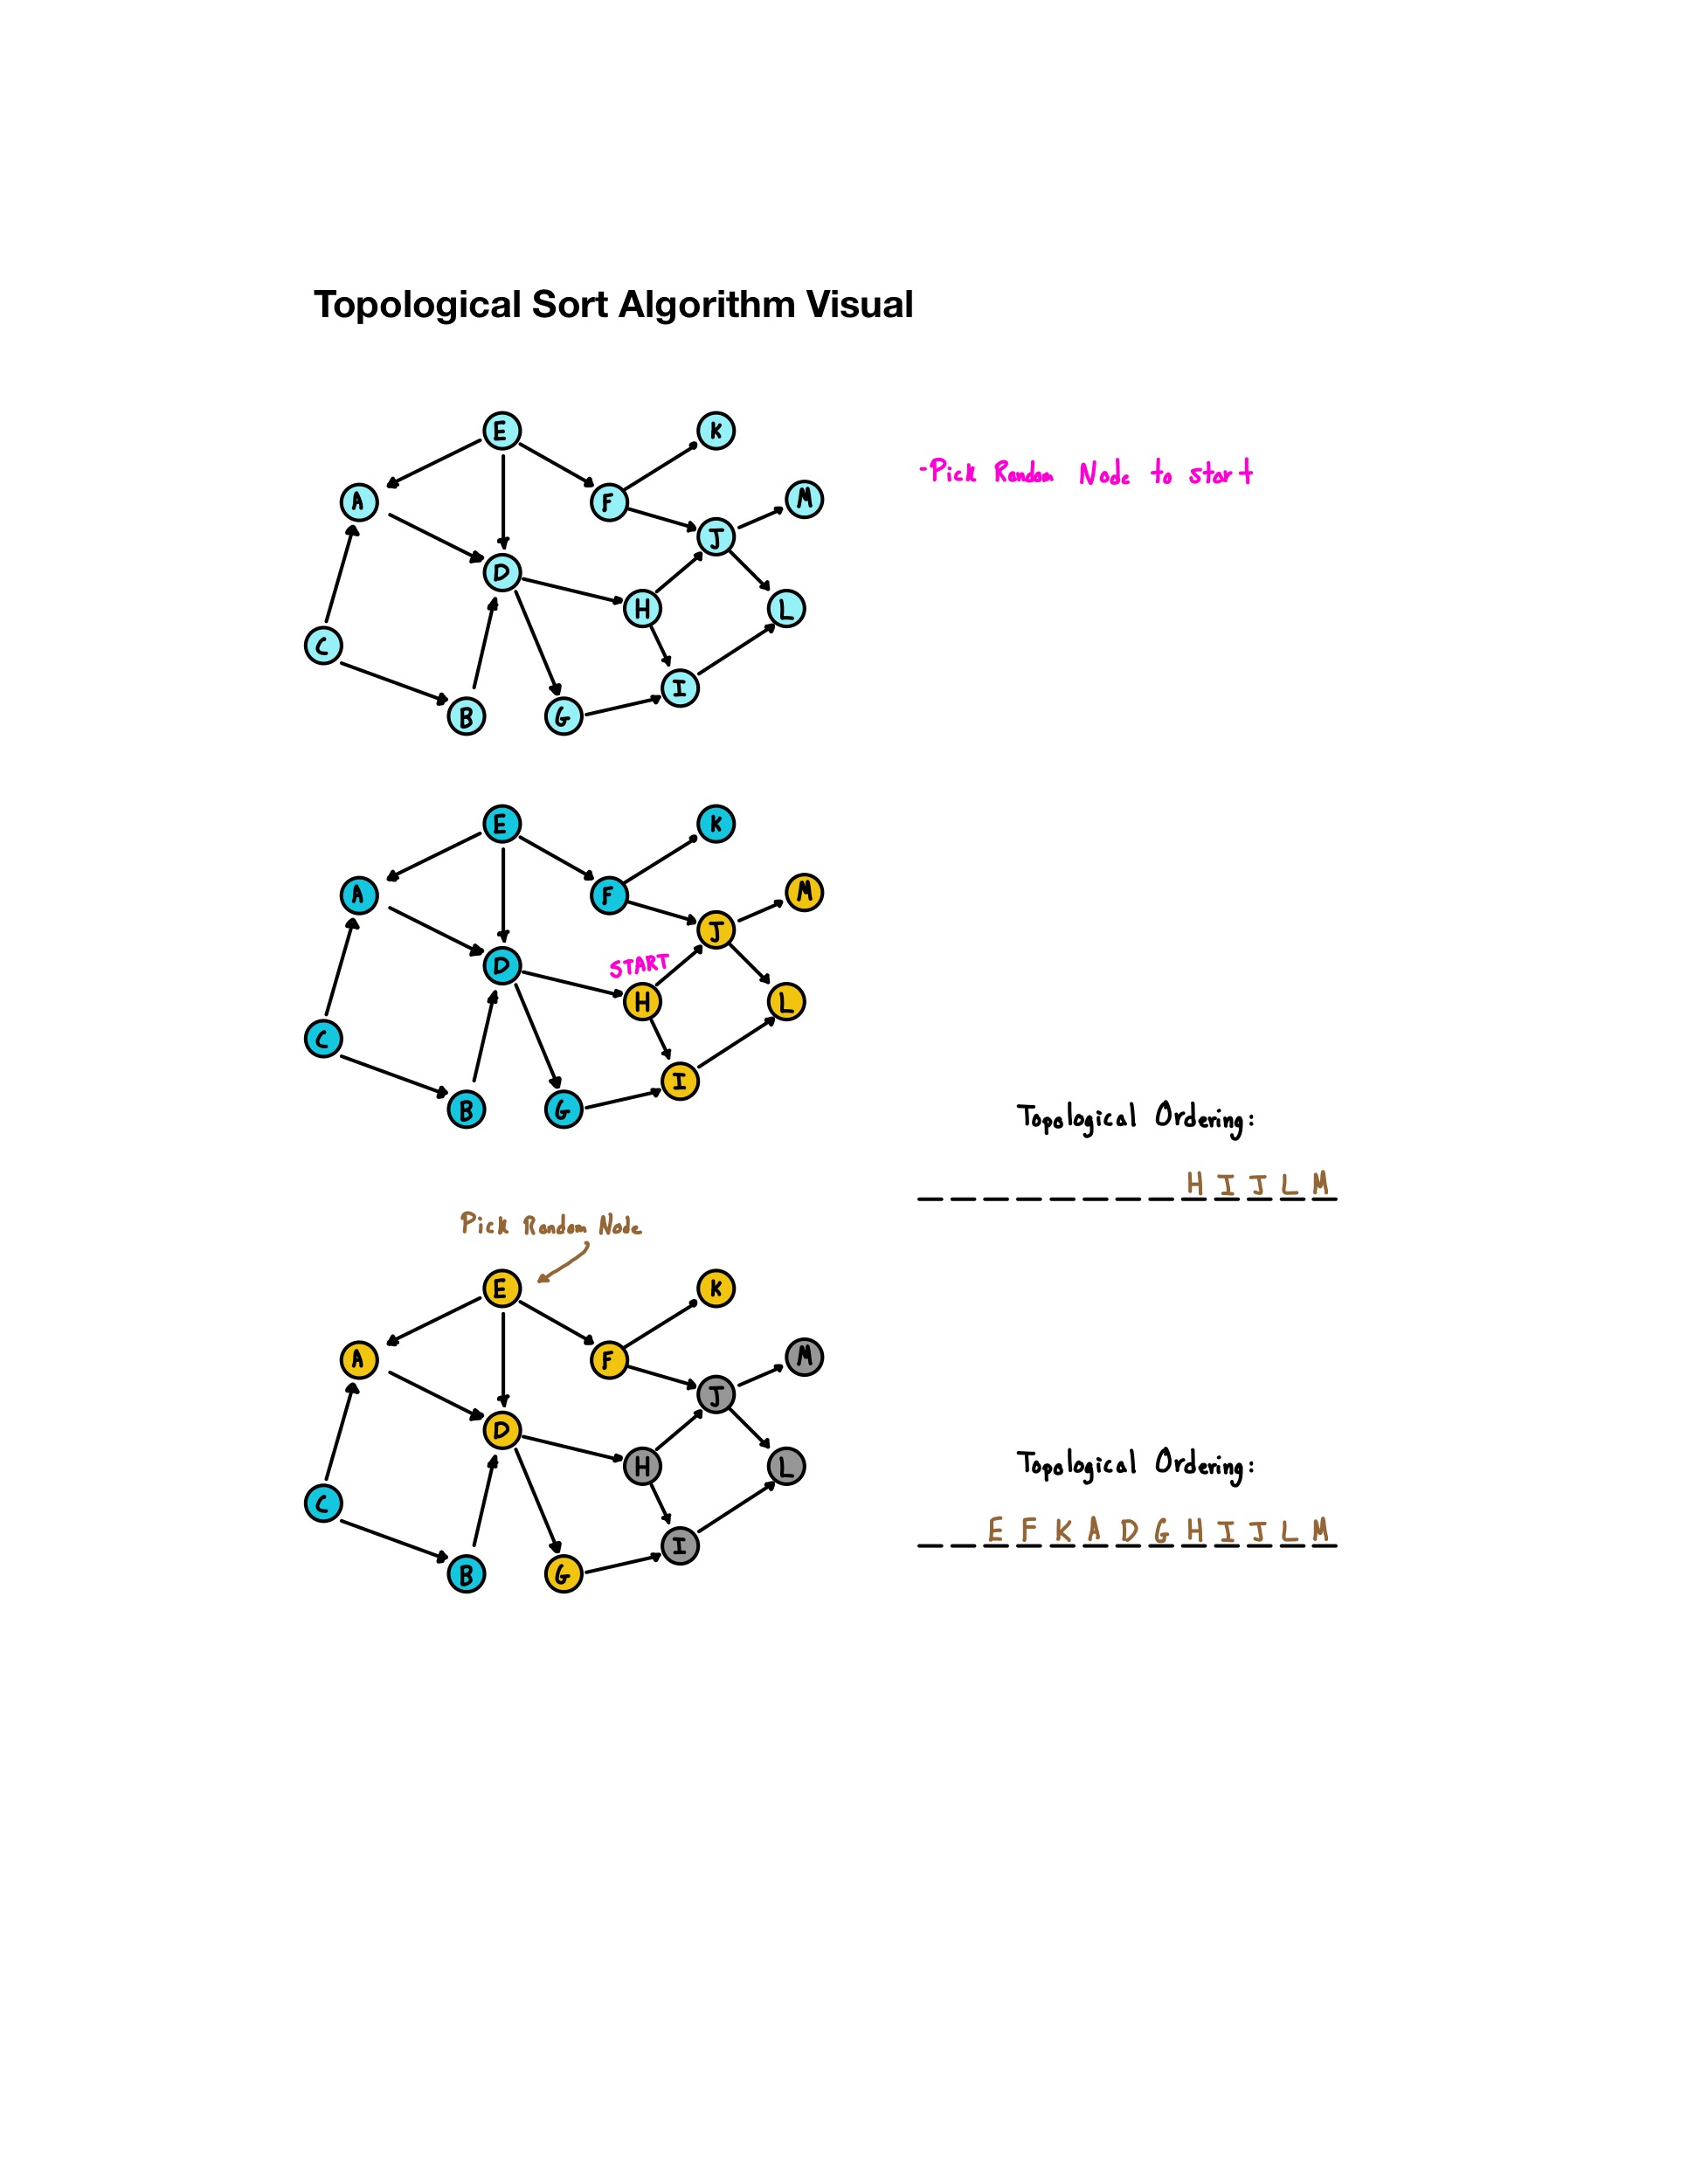 Topological Sort Algorithm Visual
E K
-Pick Random Node to start
A F M
J
D
H L
C
I
B G
E K
A F M
J
START
D
H L
C
I
B G
Topological Ordering:
H I J L M
Pick Random Node
E K
A F M
J
D
H L
C
I
B G
Topological Ordering:
E F K A D G H I J L M